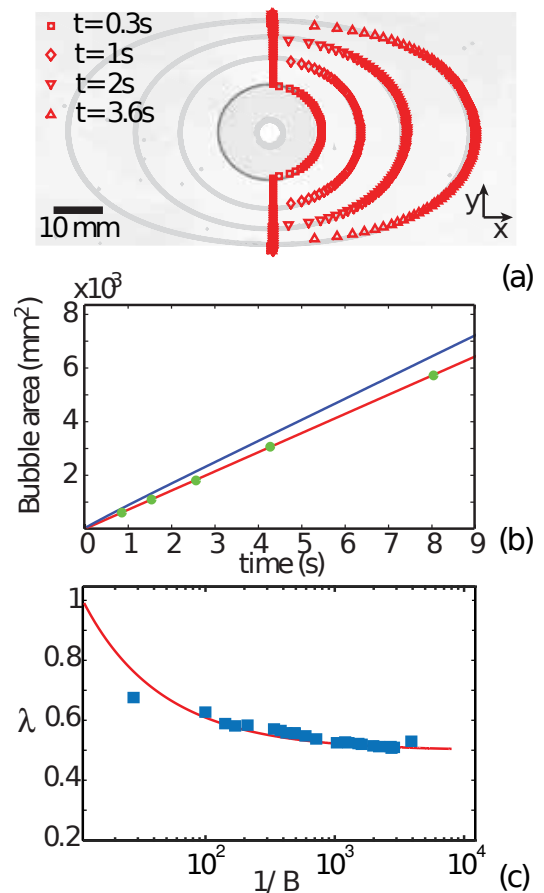 t=0.3s
t=1s
t=2s
t=3.6s
10 mm
y
x
(a)
x10³
Bubble area (mm²)
8
6
4
2
0 1 2 3 4 5 6 7 8 9
time (s)
(b)
λ
1
0.8
0.6
0.4
0.2
10² 10³ 10⁴
1/ B
(c)